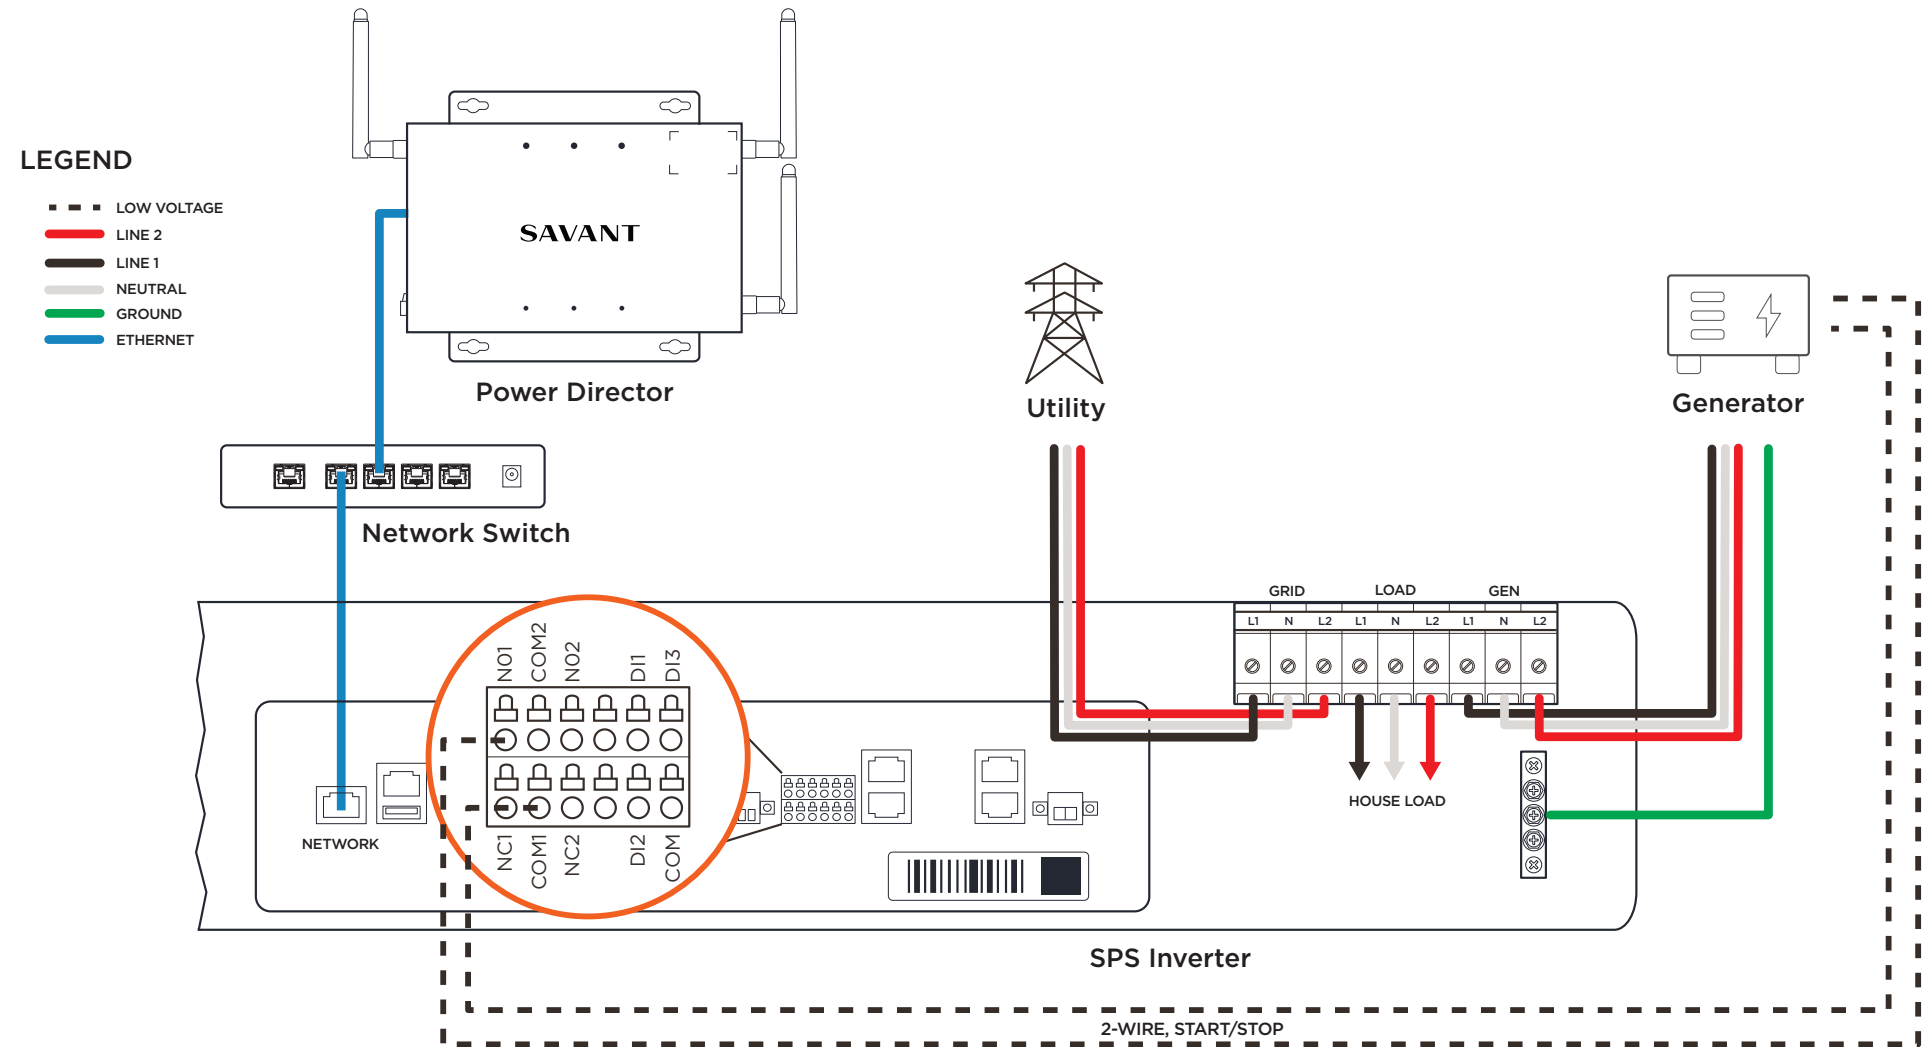 LEGEND
LOW VOLTAGE
LINE 2
LINE 1
NEUTRAL
GROUND
ETHERNET
SAVANT
Power Director
Utility
Generator
Network Switch
GRID LOAD GEN
L1 N L2 L1 N L2 L1 N L2
N01 COM2 N02 DI1 DI3
NC1 COM1 NC2 DI2 COM
NETWORK
HOUSE LOAD
SPS Inverter
2-WIRE, START/STOP